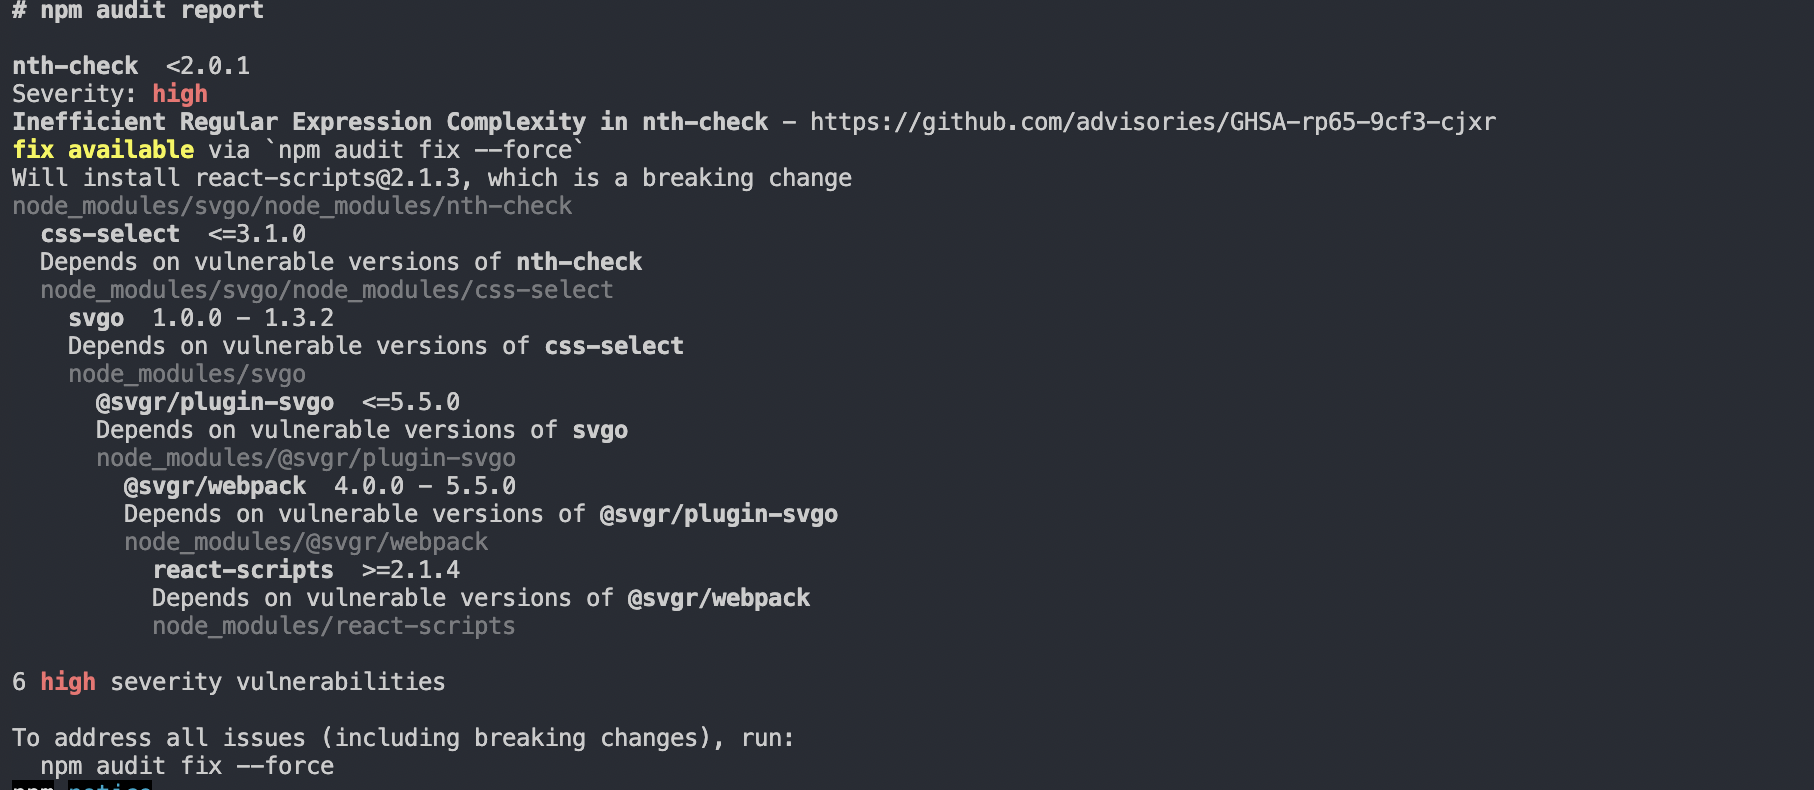 # npm audit report
nth-check  <2.0.1
Severity: high
Inefficient Regular Expression Complexity in nth-check - https://github.com/advisories/GHSA-rp65-9cf3-cjxr
fix available via `npm audit fix --force`
Will install react-scripts@2.1.3, which is a breaking change
node_modules/svgo/node_modules/nth-check
  css-select  <=3.1.0
  Depends on vulnerable versions of nth-check
  node_modules/svgo/node_modules/css-select
    svgo  1.0.0 - 1.3.2
    Depends on vulnerable versions of css-select
    node_modules/svgo
      @svgr/plugin-svgo  <=5.5.0
      Depends on vulnerable versions of svgo
      node_modules/@svgr/plugin-svgo
        @svgr/webpack  4.0.0 - 5.5.0
        Depends on vulnerable versions of @svgr/plugin-svgo
        node_modules/@svgr/webpack
          react-scripts  >=2.1.4
          Depends on vulnerable versions of @svgr/webpack
          node_modules/react-scripts
6 high severity vulnerabilities
To address all issues (including breaking changes), run:
  npm audit fix --force
npm notice